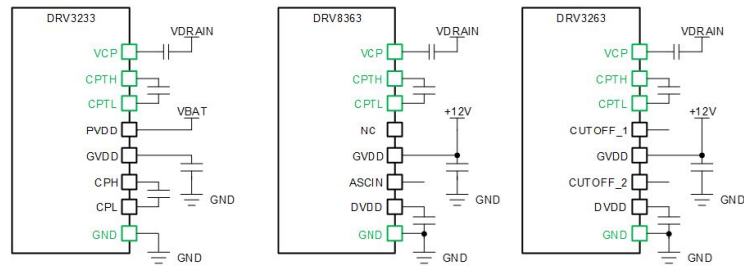 DRV3233
VDRAIN
VCP
CPTH
CPTL
VBAT
PVDD
GVDD
CPH
GND
CPL
GND
GND
DRV8363
VDRAIN
VCP
CPTH
CPTL
+12V
NC
GVDD
ASCIN
GND
DVDD
GND
GND
DRV3263
VDRAIN
VCP
CPTH
CPTL
+12V
CUTOFF_1
GVDD
CUTOFF_2
GND
DVDD
GND
GND